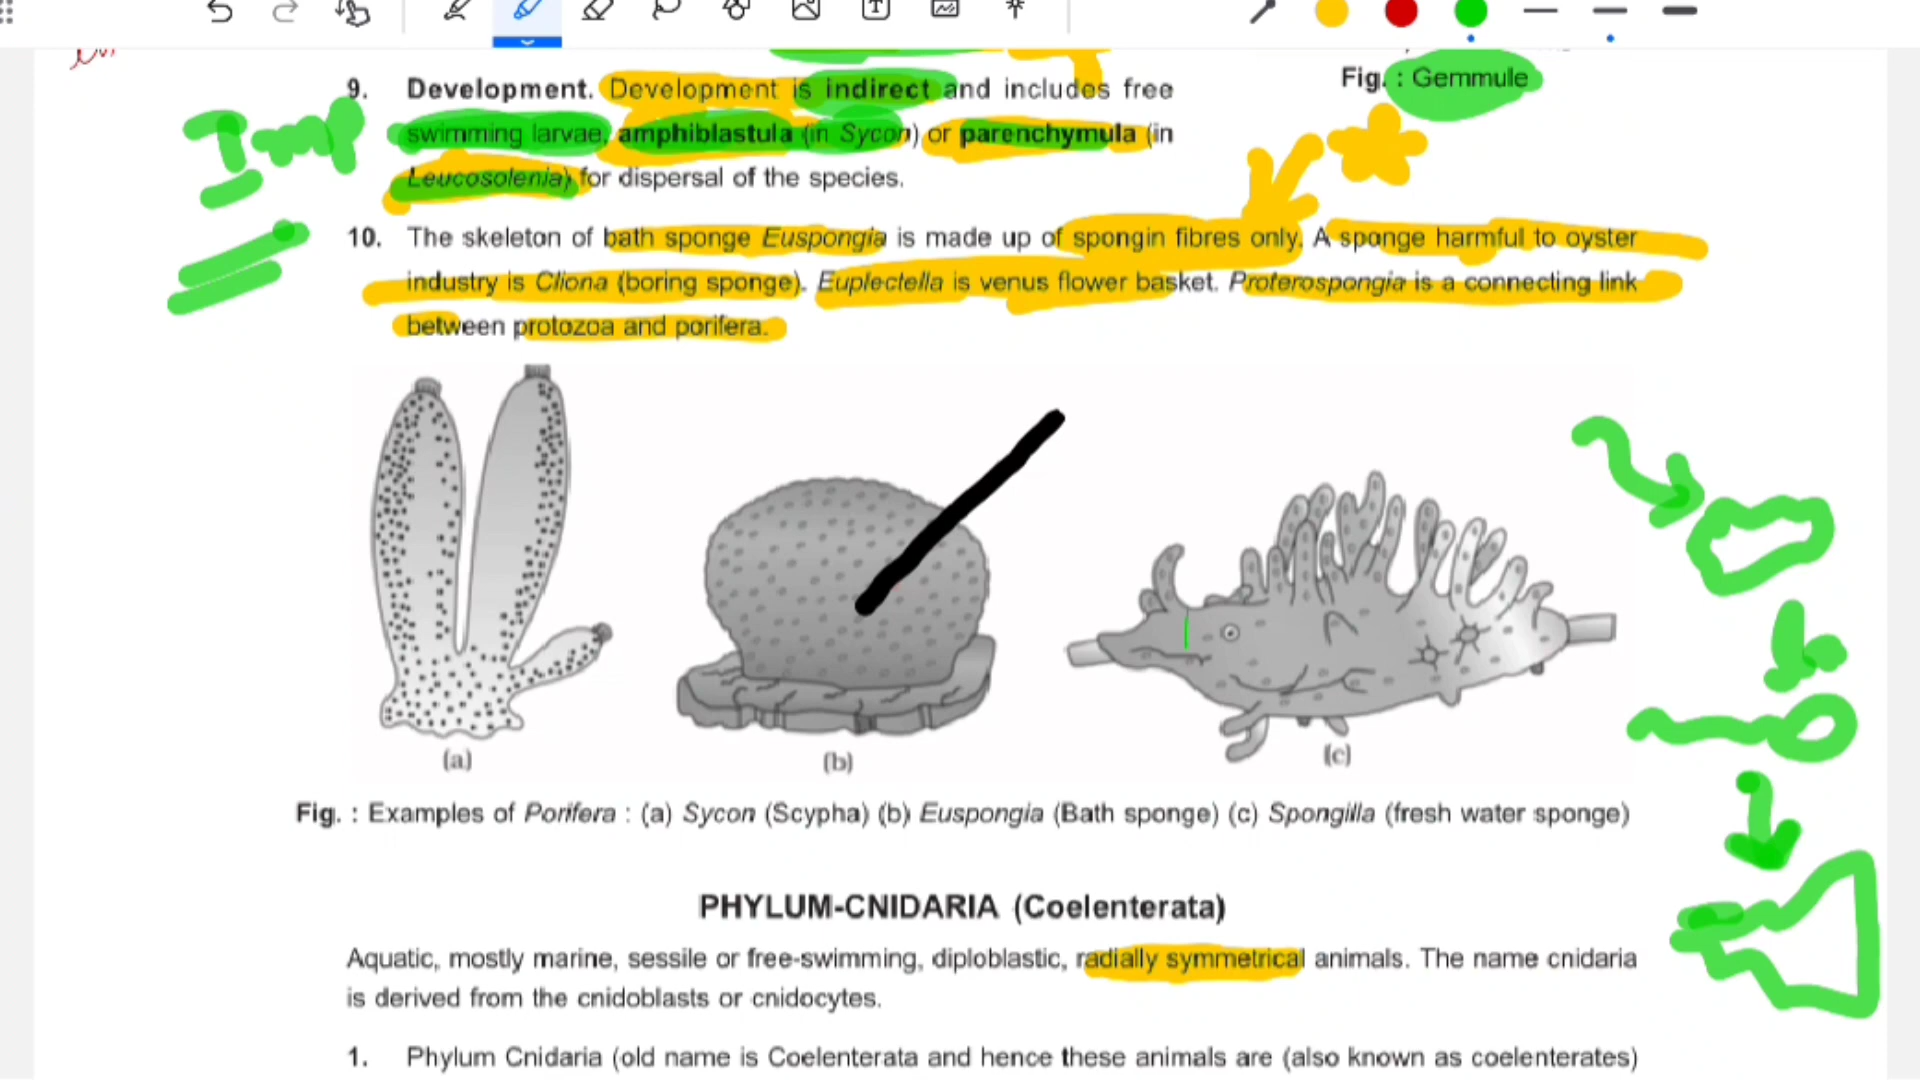 Fig. : Gemmule
9. Development. Development is indirect and includes free
swimming larvae, amphiblastula (in Sycon) or parenchymula (in
Leucosolenia) for dispersal of the species.
Imp
10. The skeleton of bath sponge Euspongia is made up of spongin fibres only. A sponge harmful to oyster
industry is Cliona (boring sponge). Euplectella is venus flower basket. Proterospongia is a connecting link
between protozoa and porifera.
(a) (b) (c)
Fig. : Examples of Porifera : (a) Sycon (Scypha) (b) Euspongia (Bath sponge) (c) Spongilla (fresh water sponge)
PHYLUM-CNIDARIA (Coelenterata)
Aquatic, mostly marine, sessile or free-swimming, diploblastic, radially symmetrical animals. The name cnidaria
is derived from the cnidoblasts or cnidocytes.
1. Phylum Cnidaria (old name is Coelenterata and hence these animals are (also known as coelenterates)